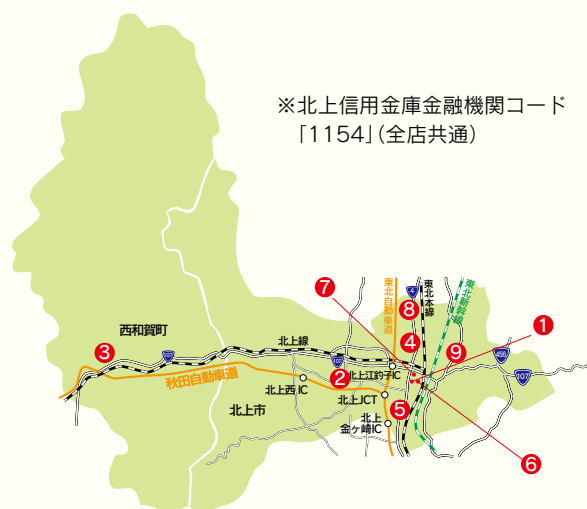 ※北上信用金庫金融機関コード
「1154」(全店共通)
7
東北自動車道
4
8
東北本線
東北新幹線
1
西和賀町
3
107
北上線
4
9
456
秋田自動車道
107
2
北上江釣子IC
107
北上西 IC
北上市
北上JCT
5
北上
金ヶ崎IC
6